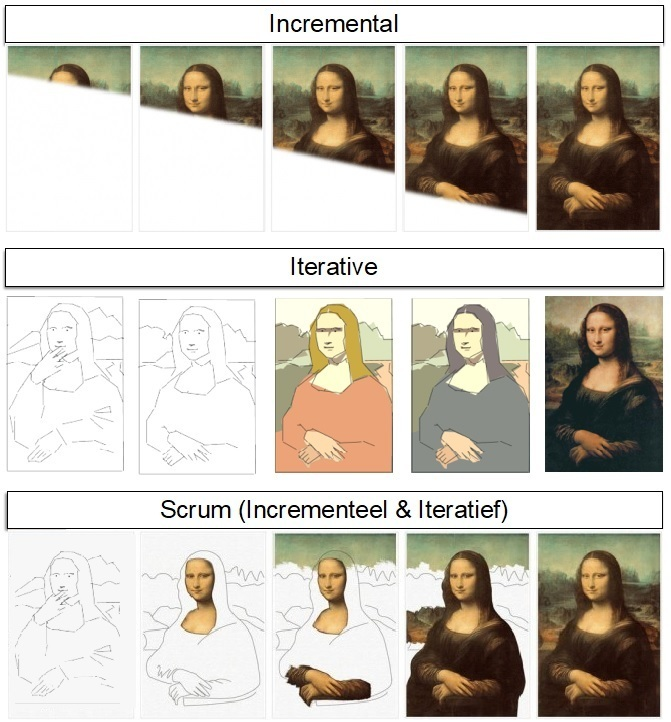 Incremental
Iterative
Scrum (Incrementeel & Iteratief)